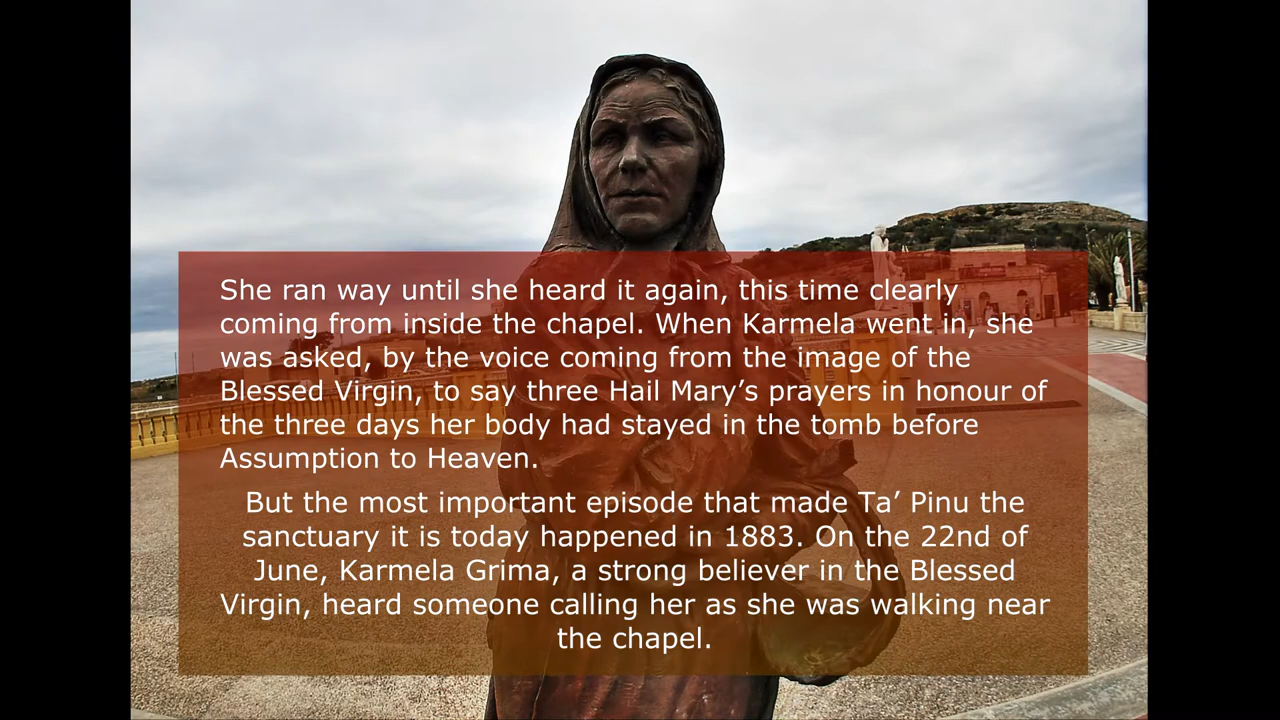 She ran way until she heard it again, this time clearly
coming from inside the chapel. When Karmela went in, she
was asked, by the voice coming from the image of the
Blessed Virgin, to say three Hail Mary’s prayers in honour of
the three days her body had stayed in the tomb before
Assumption to Heaven.
But the most important episode that made Ta’ Pinu the
sanctuary it is today happened in 1883. On the 22nd of
June, Karmela Grima, a strong believer in the Blessed
Virgin, heard someone calling her as she was walking near
the chapel.